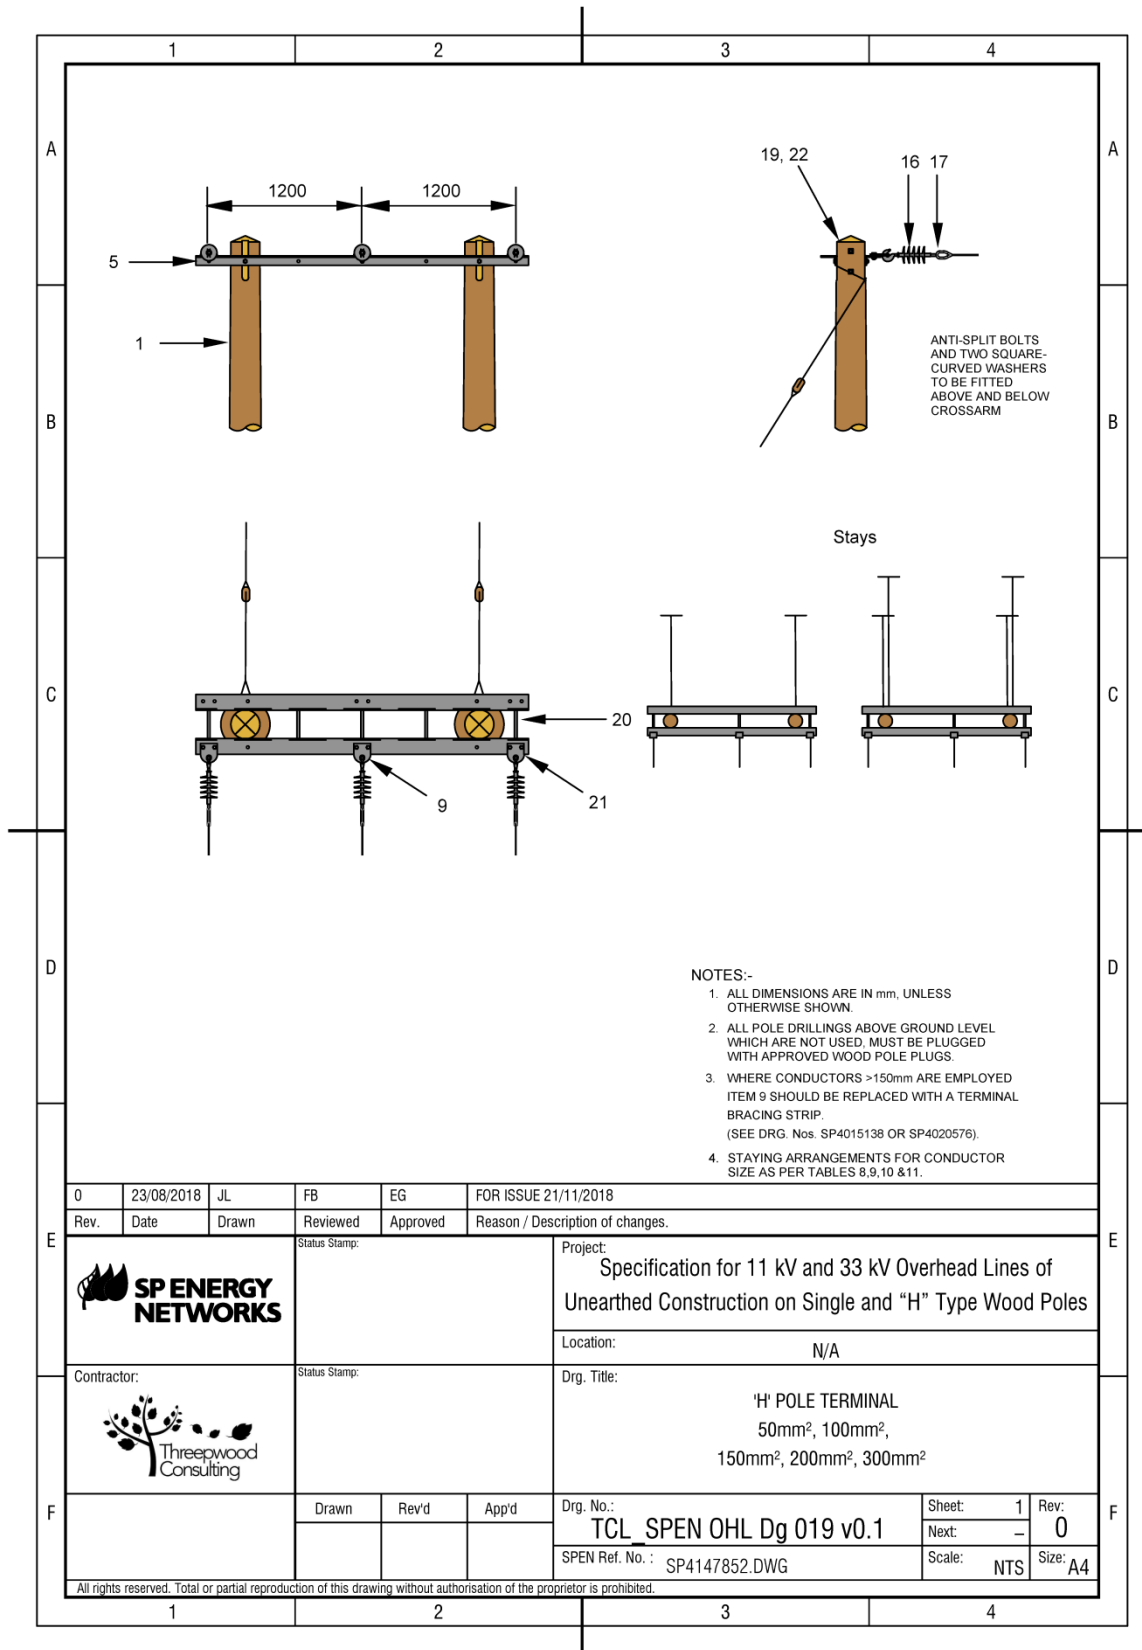 1 2 3 4
A A
B B
C C
D D
E E
F F
1200 1200
5
1
19, 22
16 17
ANTI-SPLIT BOLTS
AND TWO SQUARE-
CURVED WASHERS
TO BE FITTED
ABOVE AND BELOW
CROSSARM
Stays
20
9
21
NOTES:-
1. ALL DIMENSIONS ARE IN mm, UNLESS
OTHERWISE SHOWN.
2. ALL POLE DRILLINGS ABOVE GROUND LEVEL
WHICH ARE NOT USED, MUST BE PLUGGED
WITH APPROVED WOOD POLE PLUGS.
3. WHERE CONDUCTORS >150mm ARE EMPLOYED
ITEM 9 SHOULD BE REPLACED WITH A TERMINAL
BRACING STRIP.
(SEE DRG. Nos. SP4015138 OR SP4020576).
4. STAYING ARRANGEMENTS FOR CONDUCTOR
SIZE AS PER TABLES 8,9,10 &11.
0 23/08/2018 JL FB EG FOR ISSUE 21/11/2018
Rev. Date Drawn Reviewed Approved Reason / Description of changes.
SP ENERGY
NETWORKS
Status Stamp:
Project:
Specification for 11 kV and 33 kV Overhead Lines of
Unearthed Construction on Single and “H” Type Wood Poles
Location:
N/A
Contractor:
Threepwood
Consulting
Status Stamp:
Drg. Title:
'H' POLE TERMINAL
50mm², 100mm²,
150mm², 200mm², 300mm²
Drawn Rev'd App'd
Drg. No.:
TCL_SPEN OHL Dg 019 v0.1
Sheet: 1
Next: –
Rev:
0
SPEN Ref. No. : SP4147852.DWG
Scale: NTS
Size: A4
All rights reserved. Total or partial reproduction of this drawing without authorisation of the proprietor is prohibited.
1 2 3 4